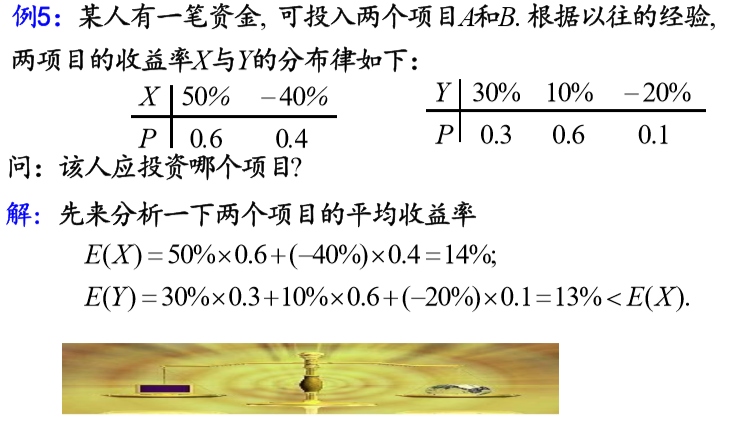 例5：某人有一笔资金, 可投入两个项目A和B. 根据以往的经验,
两项目的收益率X与Y的分布律如下：
X 50% −40%
P 0.6 0.4
Y 30% 10% −20%
P 0.3 0.6 0.1
问：该人应投资哪个项目?
解：先来分析一下两个项目的平均收益率
E(X)=50%×0.6+(−40%)×0.4=14%;
E(Y)=30%×0.3+10%×0.6+(−20%)×0.1=13%<E(X).